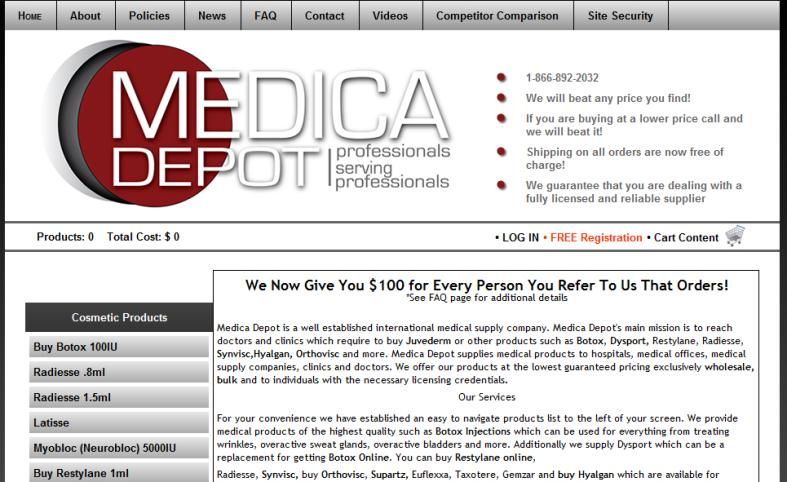 Home About Policies News FAQ Contact Videos Competitor Comparison Site Security
MEDICA
DEPOT professionals
serving
professionals
1-866-892-2032
We will beat any price you find!
If you are buying at a lower price call and
we will beat it!
Shipping on all orders are now free of
charge!
We guarantee that you are dealing with a
fully licensed and reliable supplier
Products: 0 Total Cost: $ 0
• LOG IN • FREE Registration • Cart Content
Cosmetic Products
Buy Botox 100IU
Radiesse .8ml
Radiesse 1.5ml
Latisse
Myobloc (Neurobloc) 5000IU
Buy Restylane 1ml
We Now Give You $100 for Every Person You Refer To Us That Orders!
*See FAQ page for additional details
Medica Depot is a well established international medical supply company. Medica Depot's main mission is to reach
doctors and clinics which require to buy Juvederm or other products such as Botox, Dysport, Restylane, Radiesse,
Synvisc,Hyalgan, Orthovisc and more. Medica Depot supplies medical products to hospitals, medical offices, medical
supply companies, clinics and doctors. We offer our products at the lowest guaranteed pricing exclusively wholesale,
bulk and to individuals with the necessary licensing credentials.
Our Services
For your convenience we have established an easy to navigate products list to the left of your screen. We provide
medical products of the highest quality such as Botox Injections which can be used for everything from treating
wrinkles, overactive sweat glands, overactive bladders and more. Additionally we supply Dysport which can be a
replacement for getting Botox Online. You can buy Restylane online,
Radiesse, Synvisc, buy Orthovisc, Supartz, Euflexxa, Taxotere, Gemzar and buy Hyalgan which are available for